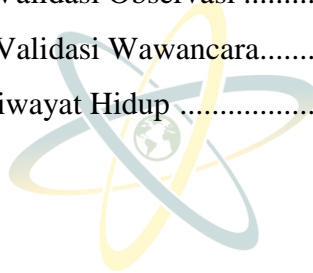 Validasi Observasi ..........
Validasi Wawancara.......
iwayat Hidup .................